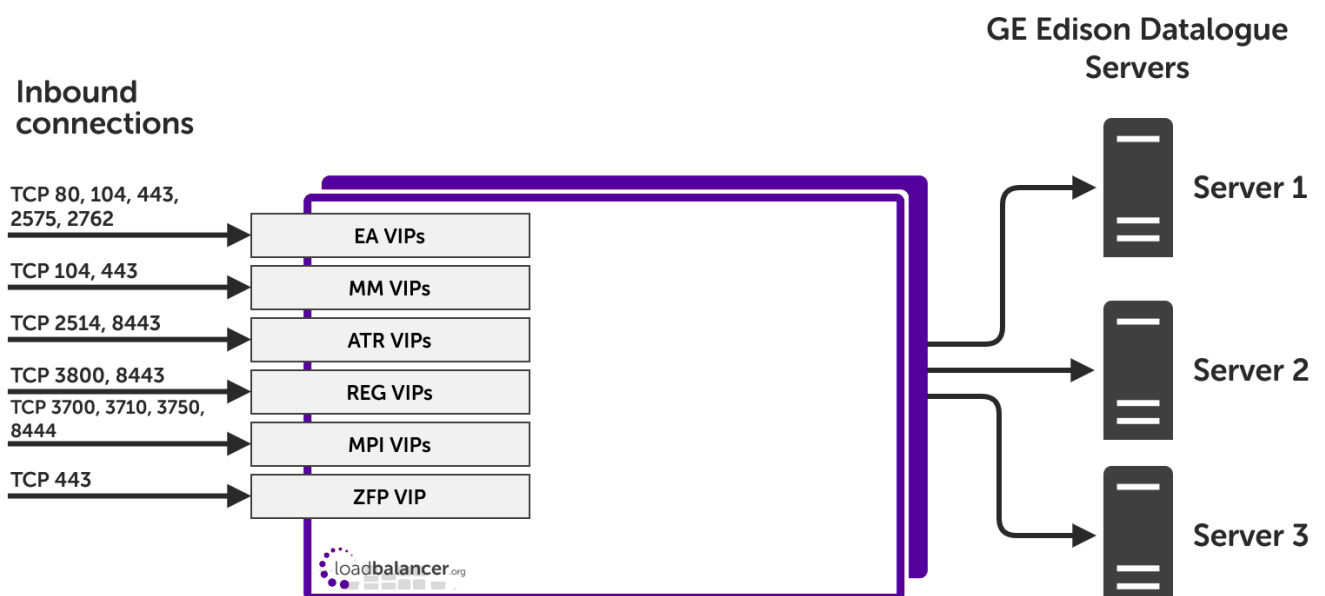 GE Edison Datalogue
Servers
Inbound
connections
TCP 80, 104, 443,
2575, 2762
EA VIPs
TCP 104, 443
MM VIPs
TCP 2514, 8443
ATR VIPs
TCP 3800, 8443
REG VIPs
TCP 3700, 3710, 3750,
8444
MPI VIPs
TCP 443
ZFP VIP
Server 1
Server 2
Server 3
loadbalancer.org